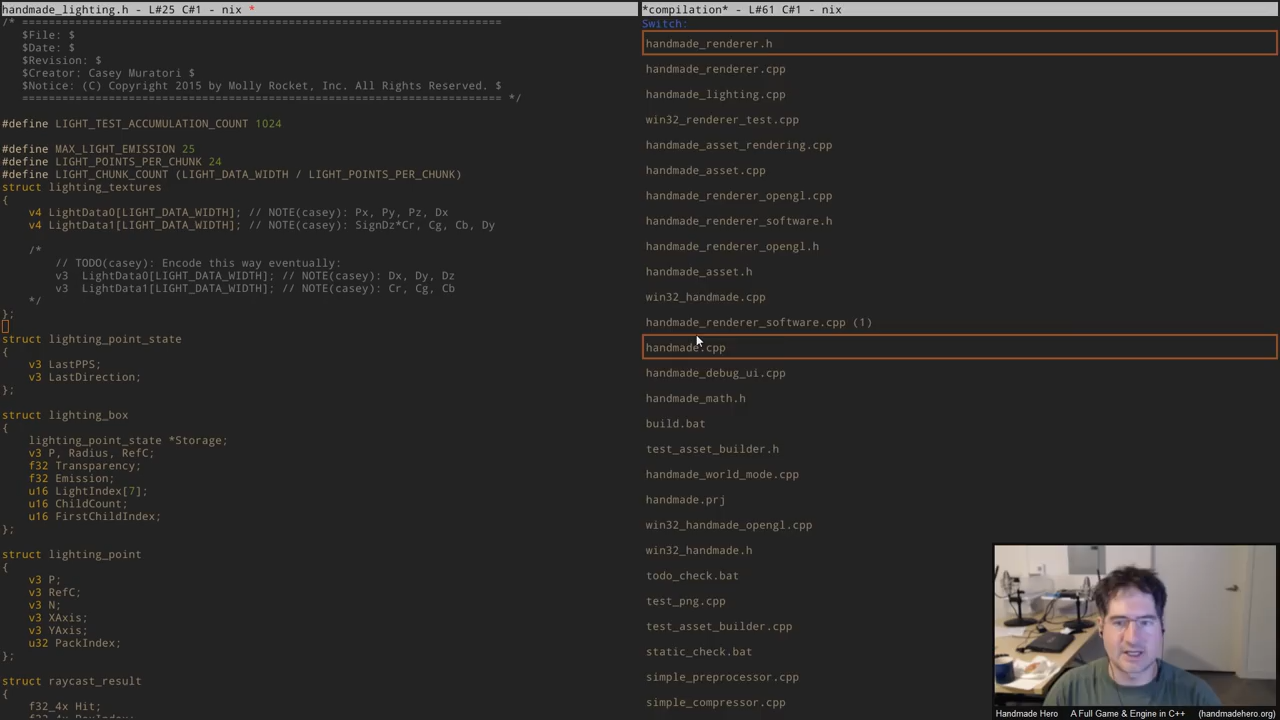 handmade_lighting.h - L#25 C#1 - nix *
/* ========================================================================
$File: $
$Date: $
$Revision: $
$Creator: Casey Muratori $
$Notice: (C) Copyright 2015 by Molly Rocket, Inc. All Rights Reserved. $
======================================================================== */
#define LIGHT_TEST_ACCUMULATION_COUNT 1024
#define MAX_LIGHT_EMISSION 25
#define LIGHT_POINTS_PER_CHUNK 24
#define LIGHT_CHUNK_COUNT (LIGHT_DATA_WIDTH / LIGHT_POINTS_PER_CHUNK)
struct lighting_textures
{
v4 LightData0[LIGHT_DATA_WIDTH]; // NOTE(casey): Px, Py, Pz, Dx
v4 LightData1[LIGHT_DATA_WIDTH]; // NOTE(casey): SignDz*Cr, Cg, Cb, Dy
/*
// TODO(casey): Encode this way eventually:
v3  LightData0[LIGHT_DATA_WIDTH]; // NOTE(casey): Dx, Dy, Dz
v3  LightData1[LIGHT_DATA_WIDTH]; // NOTE(casey): Cr, Cg, Cb
*/
};
struct lighting_point_state
{
v3 LastPPS;
v3 LastDirection;
};
struct lighting_box
{
lighting_point_state *Storage;
v3 P, Radius, RefC;
f32 Transparency;
f32 Emission;
u16 LightIndex[7];
u16 ChildCount;
u16 FirstChildIndex;
};
struct lighting_point
{
v3 P;
v3 RefC;
v3 N;
v3 XAxis;
v3 YAxis;
u32 PackIndex;
};
struct raycast_result
{
f32_4x Hit;
*compilation* - L#61 C#1 - nix
Switch:
handmade_renderer.h
handmade_renderer.cpp
handmade_lighting.cpp
win32_renderer_test.cpp
handmade_asset_rendering.cpp
handmade_asset.cpp
handmade_renderer_opengl.cpp
handmade_renderer_software.h
handmade_renderer_opengl.h
handmade_asset.h
win32_handmade.cpp
handmade_renderer_software.cpp (1)
handmade.cpp
handmade_debug_ui.cpp
handmade_math.h
build.bat
test_asset_builder.h
handmade_world_mode.cpp
handmade.prj
win32_handmade_opengl.cpp
win32_handmade.h
todo_check.bat
test_png.cpp
test_asset_builder.cpp
static_check.bat
simple_preprocessor.cpp
simple_compressor.cpp
Handmade Hero A Full Game & Engine in C++ (handmadehero.org)